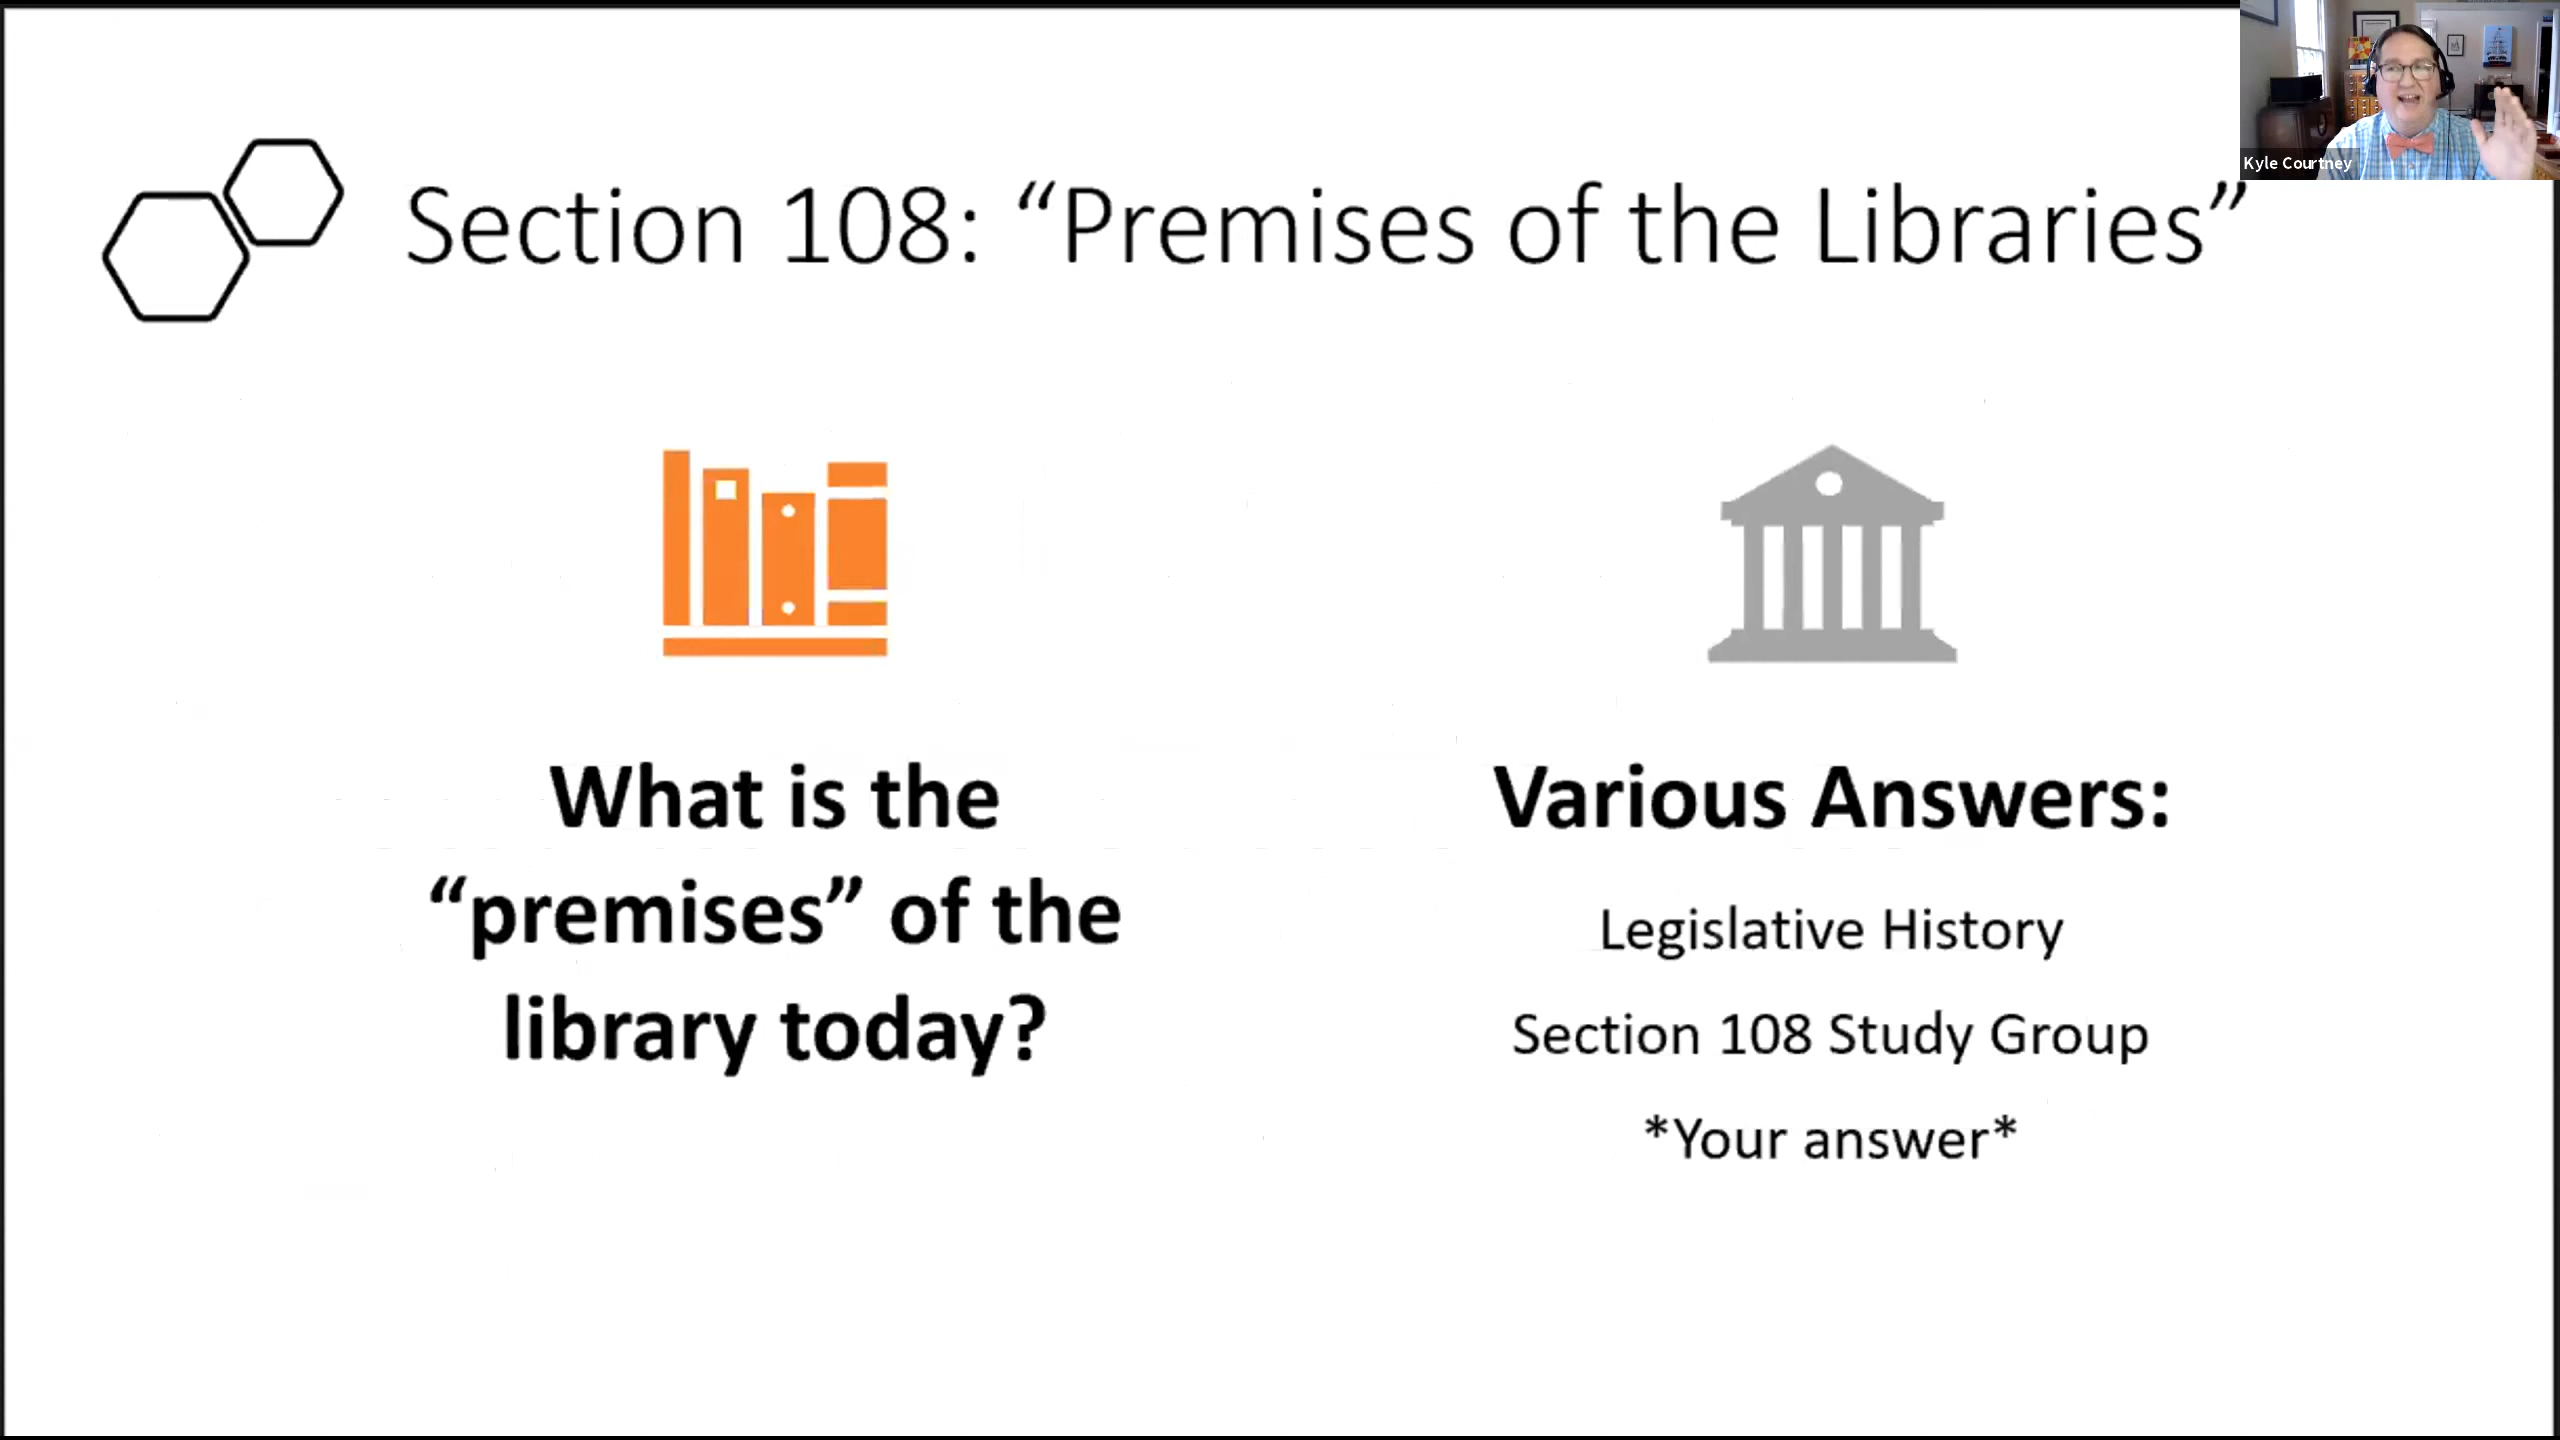 Kyle Courtney
Section 108: “Premises of the Libraries”
What is the
“premises” of the
library today?
Various Answers:
Legislative History
Section 108 Study Group
*Your answer*